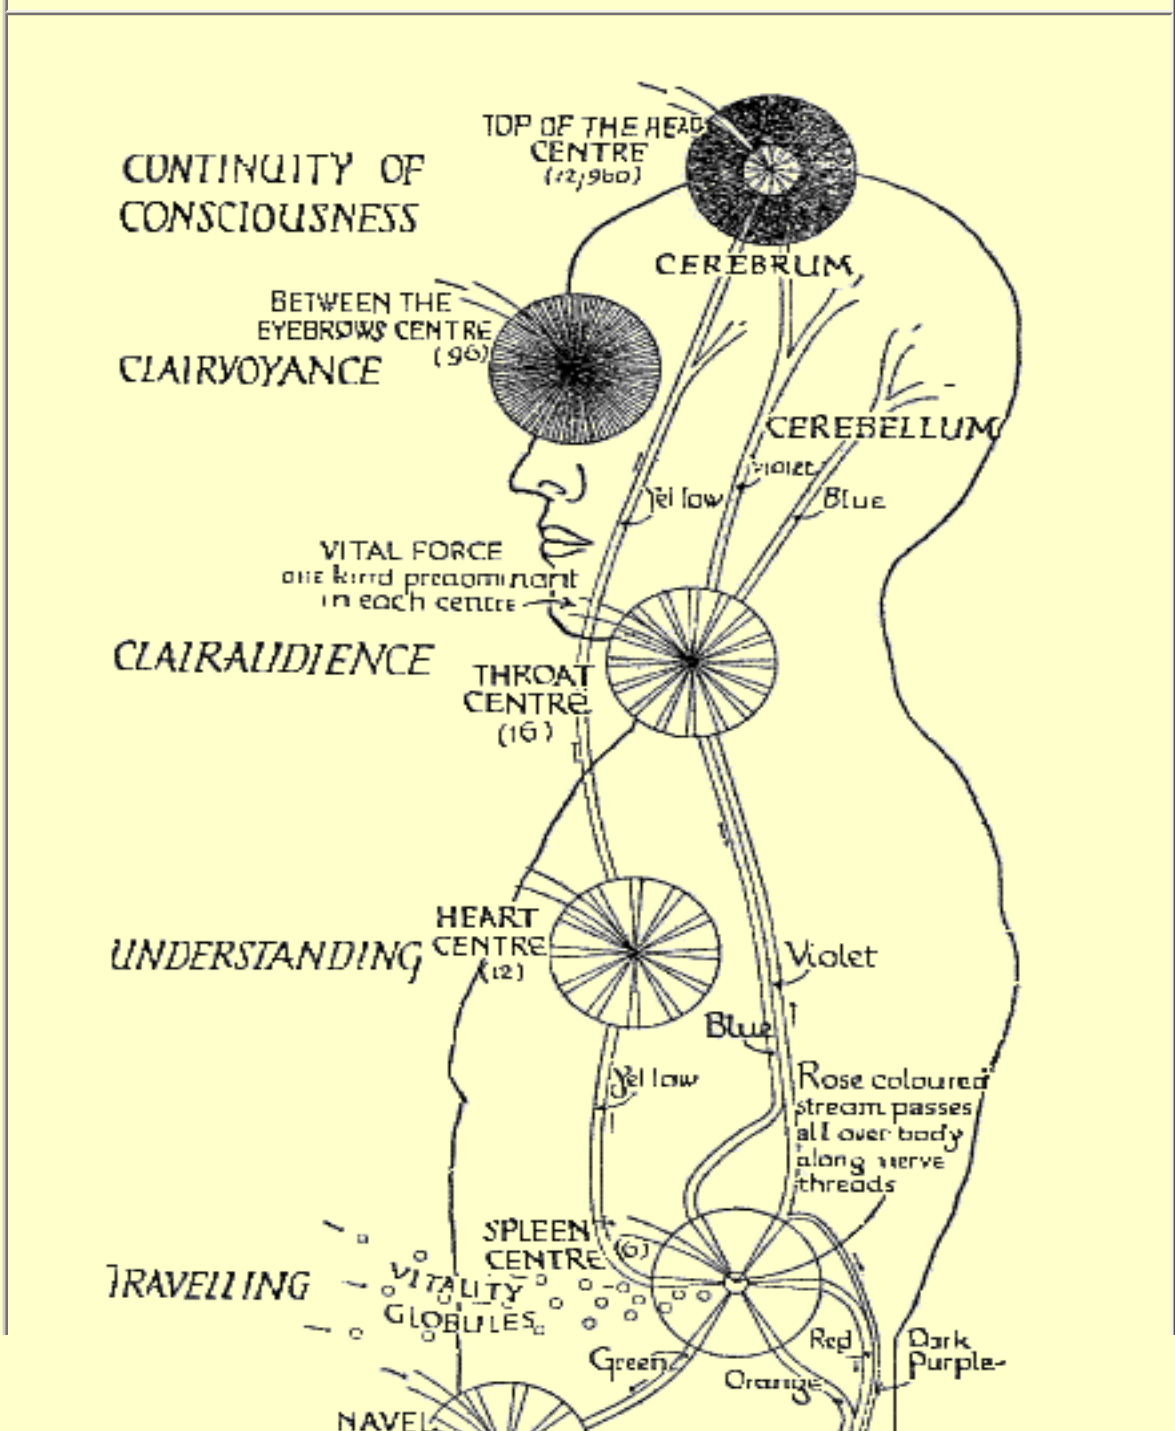 TOP OF THE HEAD
CENTRE
CONTINUITY OF
CONSCIOUSNESS
CEREBRUM
BETWEEN THE
EYEBROWS CENTRE
(96)
CLAIRVOYANCE
CEREBELLUM
Violet
Yellow
Blue
VITAL FORCE
one kind predominant
in each centre
CLAIRAUDIENCE
THROAT
CENTRE
(16)
HEART
CENTRE
(12)
UNDERSTANDING
Violet
Blue
Yellow
Rose coloured
stream passes
all over body
along nerve
threads
SPLEEN
CENTRE (6)
TRAVELLING
VITALITY
GLOBULES
Red
Dark
Purple
Green
Orange
NAVEL